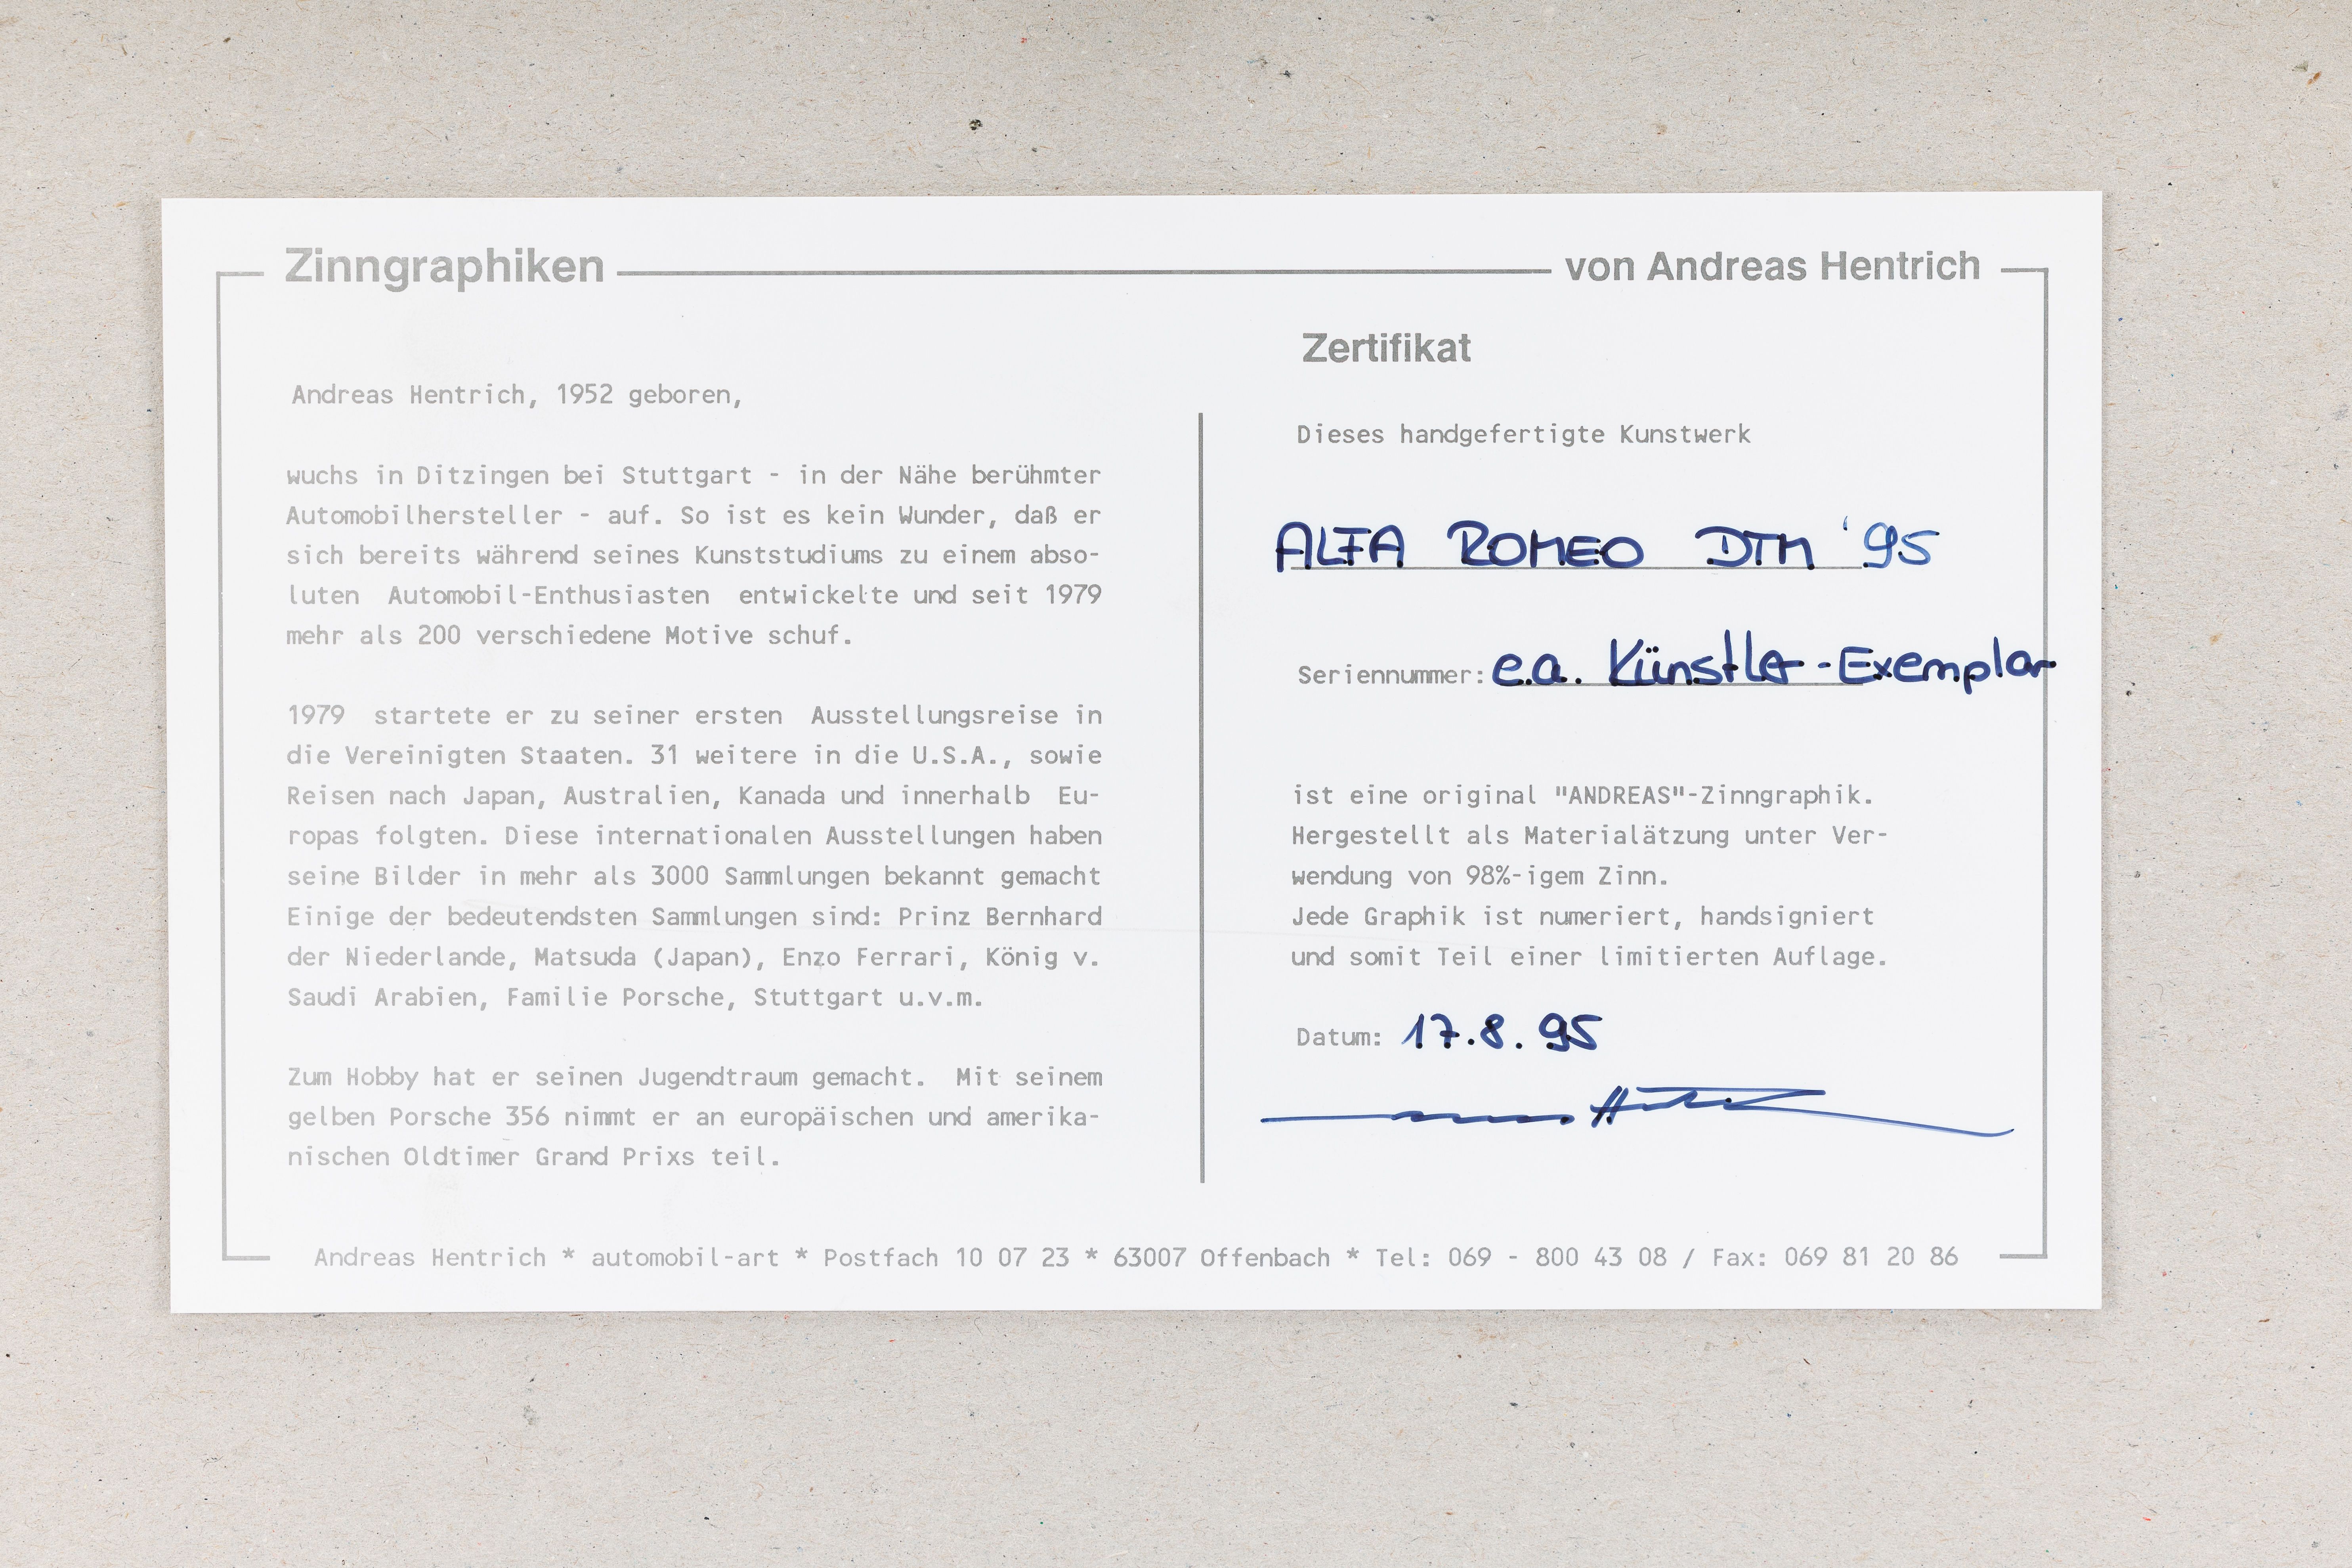 Zinngraphiken von Andreas Hentrich
Andreas Hentrich, 1952 geboren,
wuchs in Ditzingen bei Stuttgart - in der Nähe berühmter
Automobilhersteller - auf. So ist es kein Wunder, daß er
sich bereits während seines Kunststudiums zu einem abso-
luten Automobil-Enthusiasten entwickelte und seit 1979
mehr als 200 verschiedene Motive schuf.
1979 startete er zu seiner ersten Ausstellungsreise in
die Vereinigten Staaten. 31 weitere in die U.S.A., sowie
Reisen nach Japan, Australien, Kanada und innerhalb Eu-
ropas folgten. Diese internationalen Ausstellungen haben
seine Bilder in mehr als 3000 Sammlungen bekannt gemacht
Einige der bedeutendsten Sammlungen sind: Prinz Bernhard
der Niederlande, Matsuda (Japan), Enzo Ferrari, König v.
Saudi Arabien, Familie Porsche, Stuttgart u.v.m.
Zum Hobby hat er seinen Jugendtraum gemacht. Mit seinem
gelben Porsche 356 nimmt er an europäischen und amerika-
nischen Oldtimer Grand Prixs teil.
Zertifikat
Dieses handgefertigte Kunstwerk
ALFA ROMEO DTM '95
Seriennummer: e.a. Künstler-Exemplar
ist eine original "ANDREAS"-Zinngraphik.
Hergestellt als Materialätzung unter Ver-
wendung von 98%-igem Zinn.
Jede Graphik ist numeriert, handsigniert
und somit Teil einer limitierten Auflage.
Datum: 17.8.95
Andreas Hentrich * automobil-art * Postfach 10 07 23 * 63007 Offenbach * Tel: 069 - 800 43 08 / Fax: 069 81 20 86